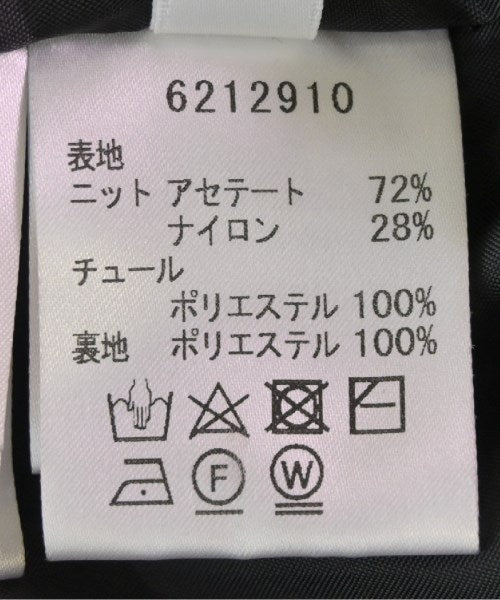 6212910
表地
ニット アセテート 72%
ナイロン 28%
チュール
ポリエステル 100%
裏地 ポリエステル 100%
F W